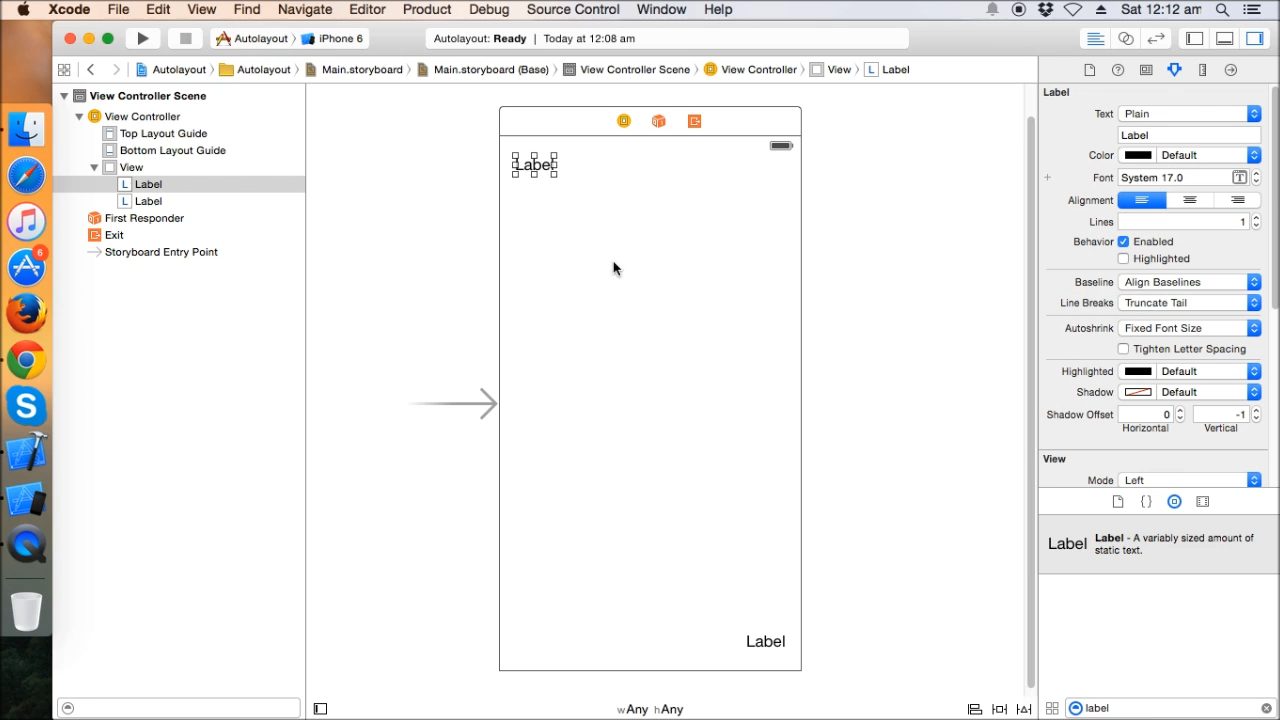 Xcode File Edit View Find Navigate Editor Product Debug Source Control Window Help Sat 12:12 am
Autolayout iPhone 6 Autolayout: Ready | Today at 12:08 am
Autolayout Autolayout Main.storyboard Main.storyboard (Base) View Controller Scene View Controller View L Label
View Controller Scene
View Controller
Top Layout Guide
Bottom Layout Guide
View
L Label
L Label
First Responder
Exit
Storyboard Entry Point
Label
Label
wAny hAny
Label
Text Plain
Label
Color Default
Font System 17.0 T
Alignment
Lines 1
Behavior Enabled
Highlighted
Baseline Align Baselines
Line Breaks Truncate Tail
Autoshrink Fixed Font Size
Tighten Letter Spacing
Highlighted Default
Shadow Default
Shadow Offset 0 -1
Horizontal Vertical
View
Mode Left
Label Label - A variably sized amount of
static text.
label
6
S